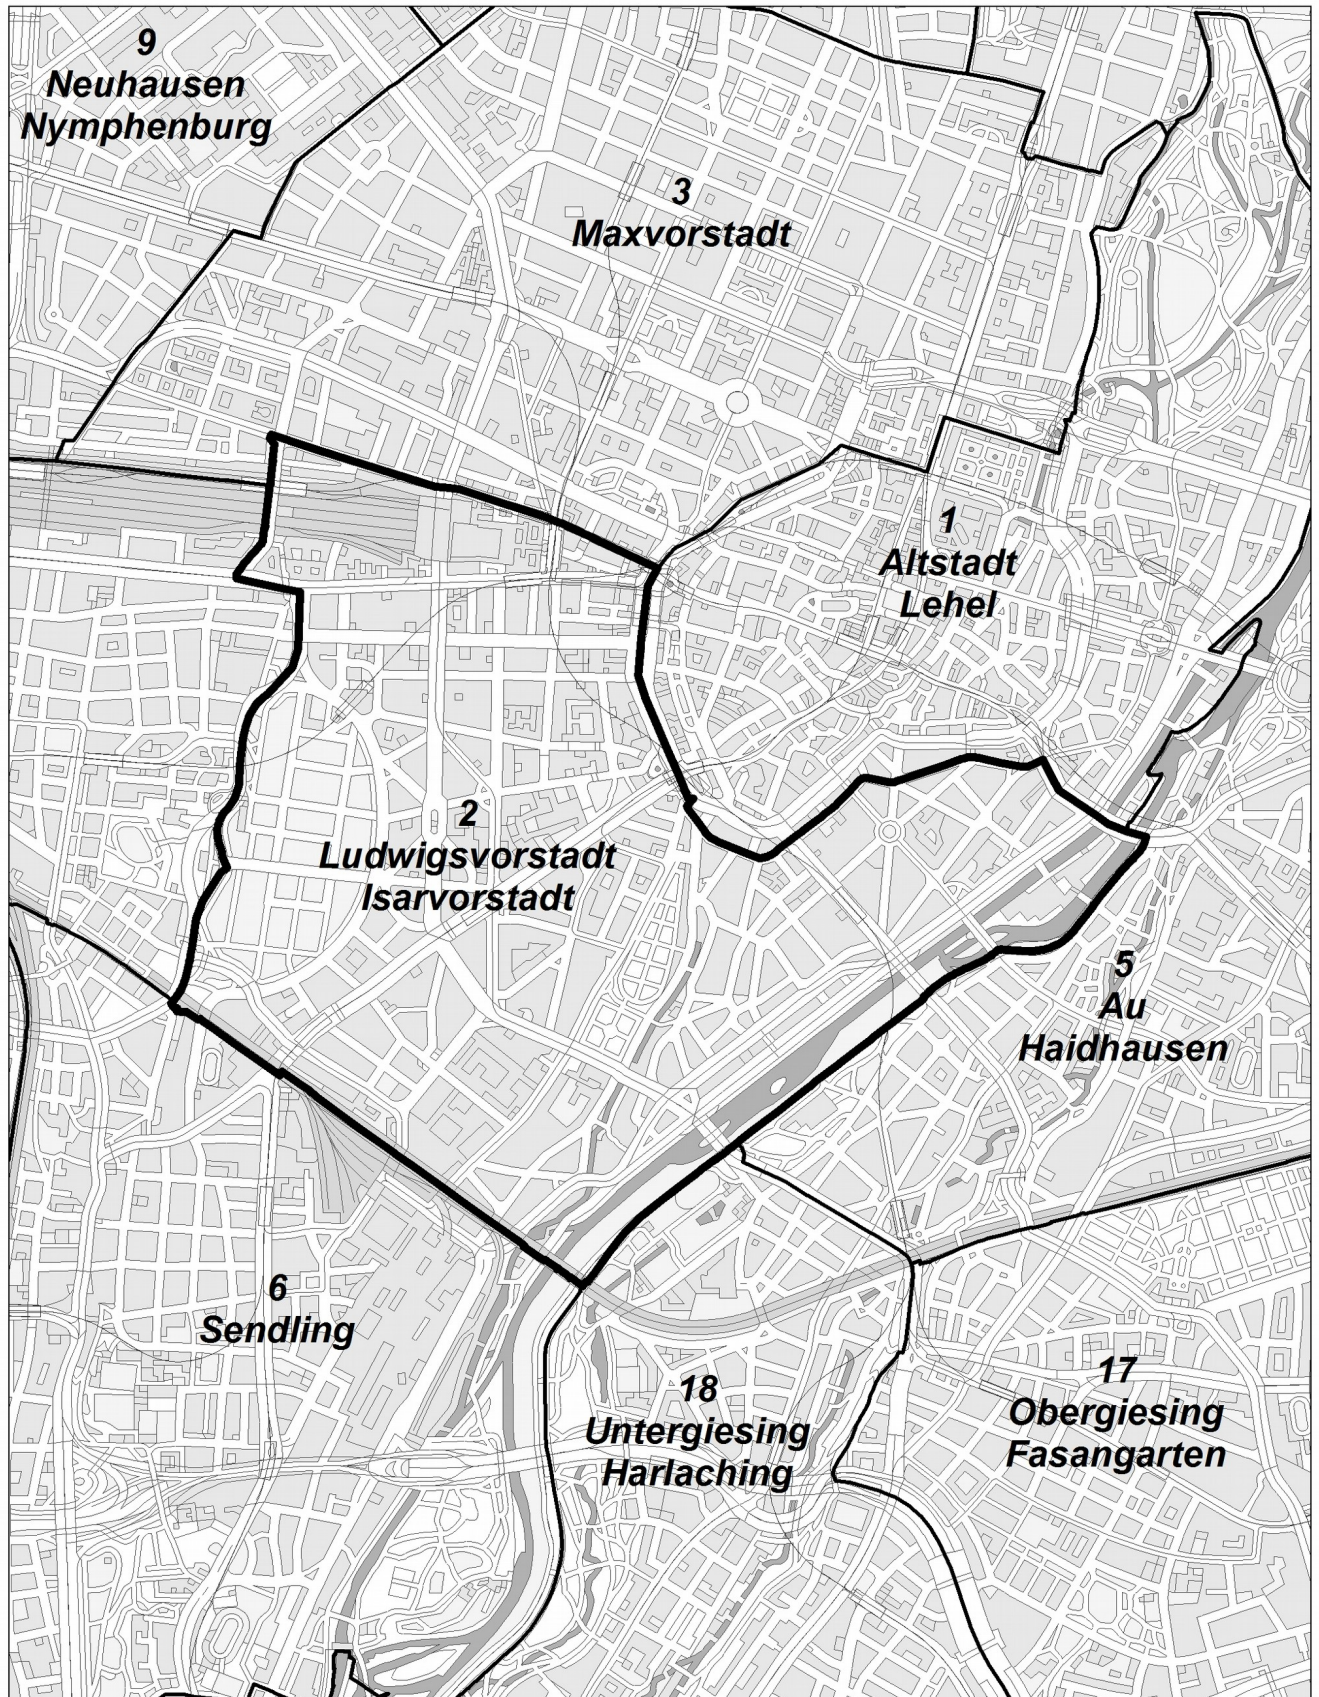 9
Neuhausen
Nymphenburg
3
Maxvorstadt
1
Altstadt
Lehel
2
Ludwigsvorstadt
Isarvorstadt
5
Au
Haidhausen
6
Sendling
18
Untergiesing
Harlaching
17
Obergiesing
Fasangarten